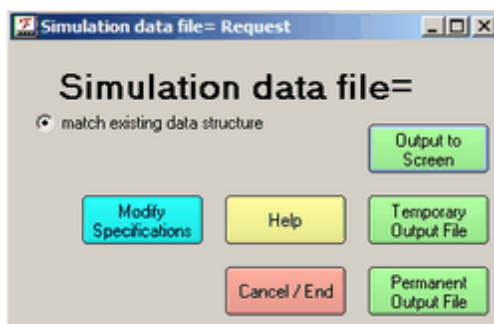 Simulation data file= Request
Simulation data file=
match existing data structure
Output to
Screen
Modify
Specifications
Help
Temporary
Output File
Cancel / End
Permanent
Output File